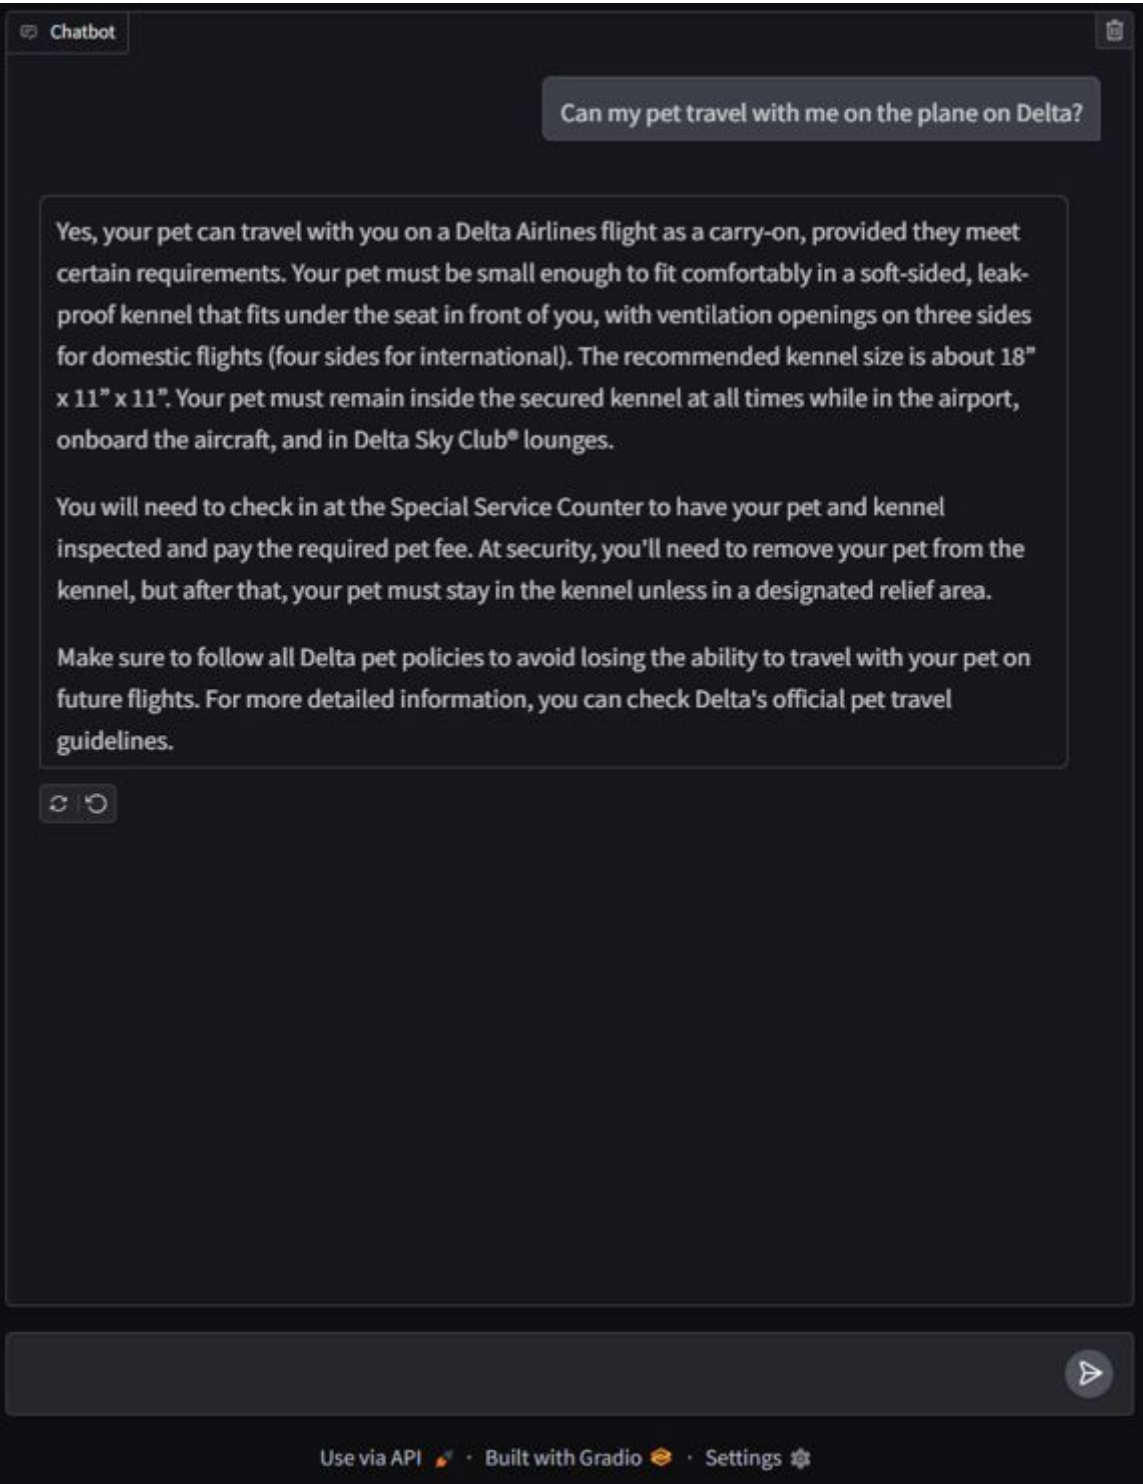 Chatbot
Can my pet travel with me on the plane on Delta?
Yes, your pet can travel with you on a Delta Airlines flight as a carry-on, provided they meet
certain requirements. Your pet must be small enough to fit comfortably in a soft-sided, leak-
proof kennel that fits under the seat in front of you, with ventilation openings on three sides
for domestic flights (four sides for international). The recommended kennel size is about 18”
x 11” x 11”. Your pet must remain inside the secured kennel at all times while in the airport,
onboard the aircraft, and in Delta Sky Club® lounges.
You will need to check in at the Special Service Counter to have your pet and kennel
inspected and pay the required pet fee. At security, you'll need to remove your pet from the
kennel, but after that, your pet must stay in the kennel unless in a designated relief area.
Make sure to follow all Delta pet policies to avoid losing the ability to travel with your pet on
future flights. For more detailed information, you can check Delta's official pet travel
guidelines.
Use via API · Built with Gradio · Settings